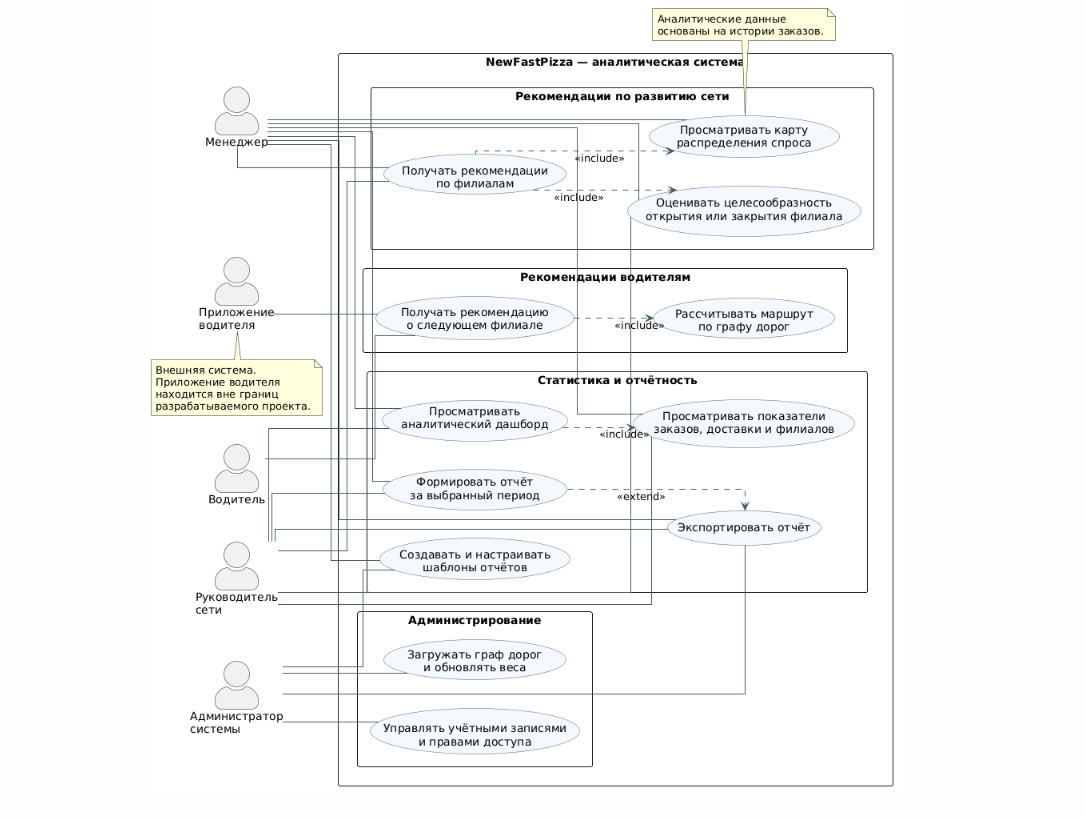 Аналитические данные
основаны на истории заказов.
NewFastPizza — аналитическая система
Рекомендации по развитию сети
Менеджер
Просматривать карту
распределения спроса
«include»
Получать рекомендации
по филиалам
«include»
Оценивать целесообразность
открытия или закрытия филиала
Рекомендации водителям
Приложение
водителя
Получать рекомендацию
о следующем филиале
«include»
Рассчитывать маршрут
по графу дорог
Внешняя система.
Приложение водителя
находится вне границ
разрабатываемого проекта.
Статистика и отчётность
Просматривать
аналитический дашборд
«include»
Просматривать показатели
заказов, доставки и филиалов
Водитель
Формировать отчёт
за выбранный период
«extend»
Экспортировать отчёт
Создавать и настраивать
шаблоны отчётов
Руководитель
сети
Администрирование
Загружать граф дорог
и обновлять веса
Администратор
системы
Управлять учётными записями
и правами доступа